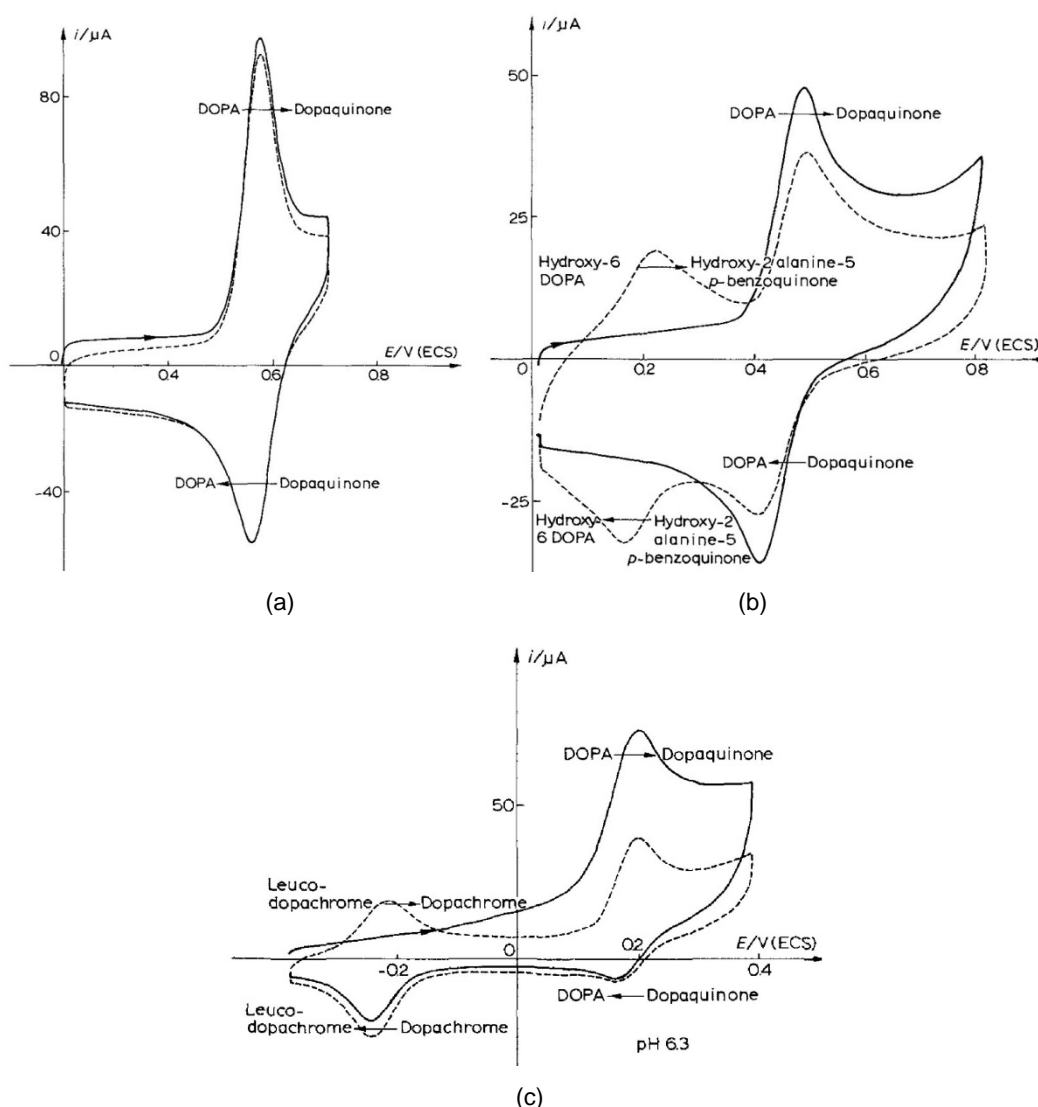 i/µA
80
DOPA → Dopaquinone
40
0
E/V (ECS)
0.4
0.6
0.8
DOPA ← Dopaquinone
-40
(a)
i/µA
50
DOPA → Dopaquinone
25
Hydroxy-6
DOPA
→
Hydroxy-2 alanine-5
p-benzoquinone
E/V (ECS)
0
0.2
0.4
0.6
0.8
DOPA ← Dopaquinone
-25
Hydroxy-
6 DOPA
←
Hydroxy-2
alanine-5
p-benzoquinone
(b)
i/µA
DOPA → Dopaquinone
50
Leuco-
dopachrome → Dopachrome
0
E/V (ECS)
-0.2
0.2
0.4
DOPA ← Dopaquinone
Leuco-
dopachrome ← Dopachrome
pH 6.3
(c)